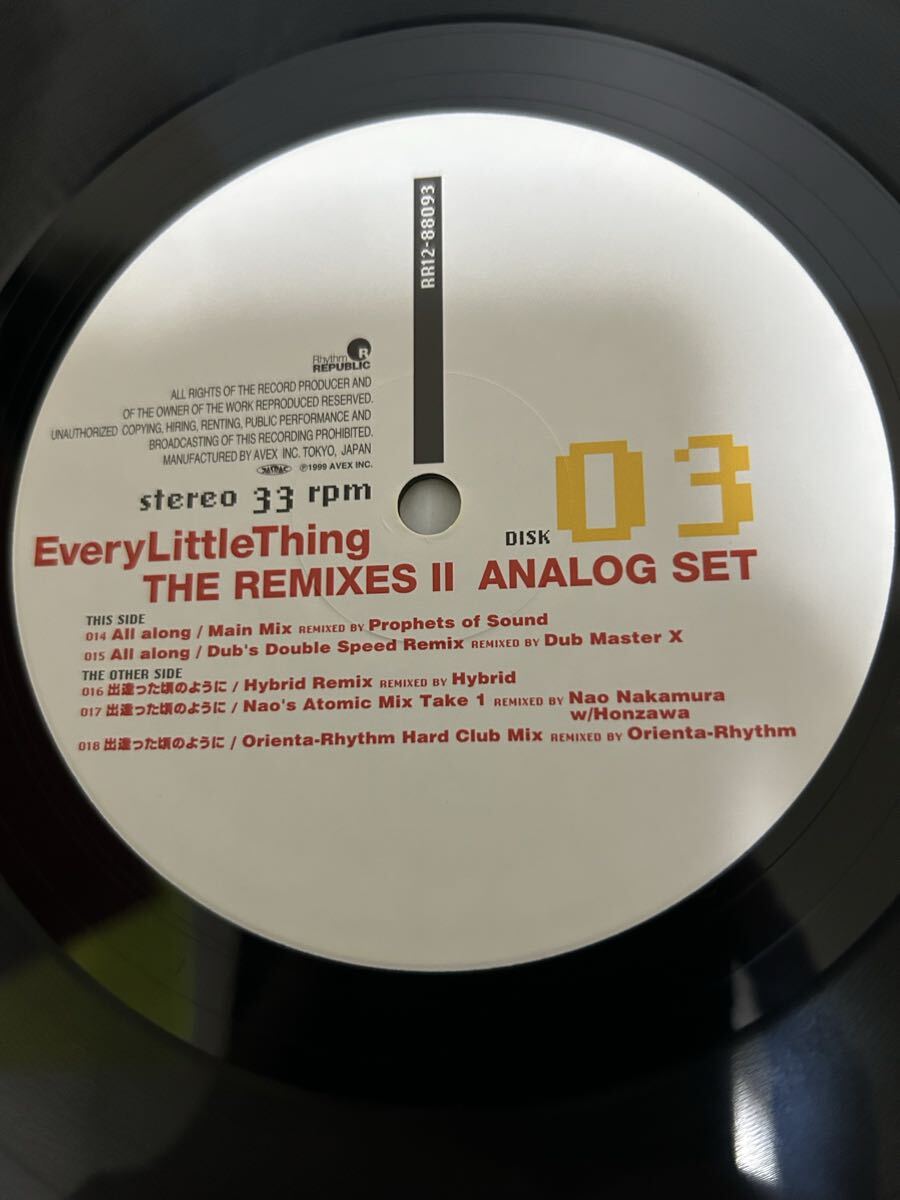 RR12-88093
Rhythm R
REPUBLIC
ALL RIGHTS OF THE RECORD PRODUCER AND
OF THE OWNER OF THE WORK REPRODUCED RESERVED.
UNAUTHORIZED COPYING, HIRING, RENTING, PUBLIC PERFORMANCE AND
BROADCASTING OF THIS RECORDING PROHIBITED.
MANUFACTURED BY AVEX INC. TOKYO, JAPAN
℗1999 AVEX INC.
stereo 33 rpm
DISK 03
EveryLittleThing
THE REMIXES II ANALOG SET
THIS SIDE
014 All along / Main Mix REMIXED BY Prophets of Sound
015 All along / Dub's Double Speed Remix REMIXED BY Dub Master X
THE OTHER SIDE
016 出逢った頃のように / Hybrid Remix REMIXED BY Hybrid
017 出逢った頃のように / Nao's Atomic Mix Take 1 REMIXED BY Nao Nakamura
w/Honzawa
018 出逢った頃のように / Orienta-Rhythm Hard Club Mix REMIXED BY Orienta-Rhythm